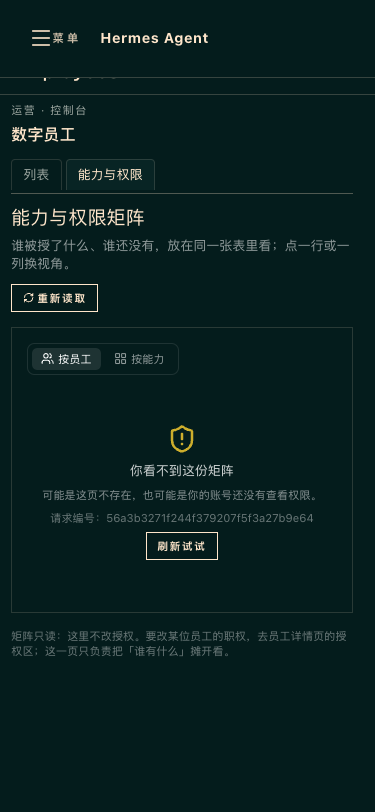 菜单
Hermes Agent
运营 · 控制台
数字员工
列表
能力与权限
能力与权限矩阵
谁被授了什么、谁还没有，放在同一张表里看；点一行或一
列换视角。
重新读取
按员工
按能力
你看不到这份矩阵
可能是这页不存在，也可能是你的账号还没有查看权限。
请求编号：56a3b3271f244f379207f5f3a27b9e64
刷新试试
矩阵只读：这里不改授权。要改某位员工的职权，去员工详情页的授
权区；这一页只负责把「谁有什么」摊开看。